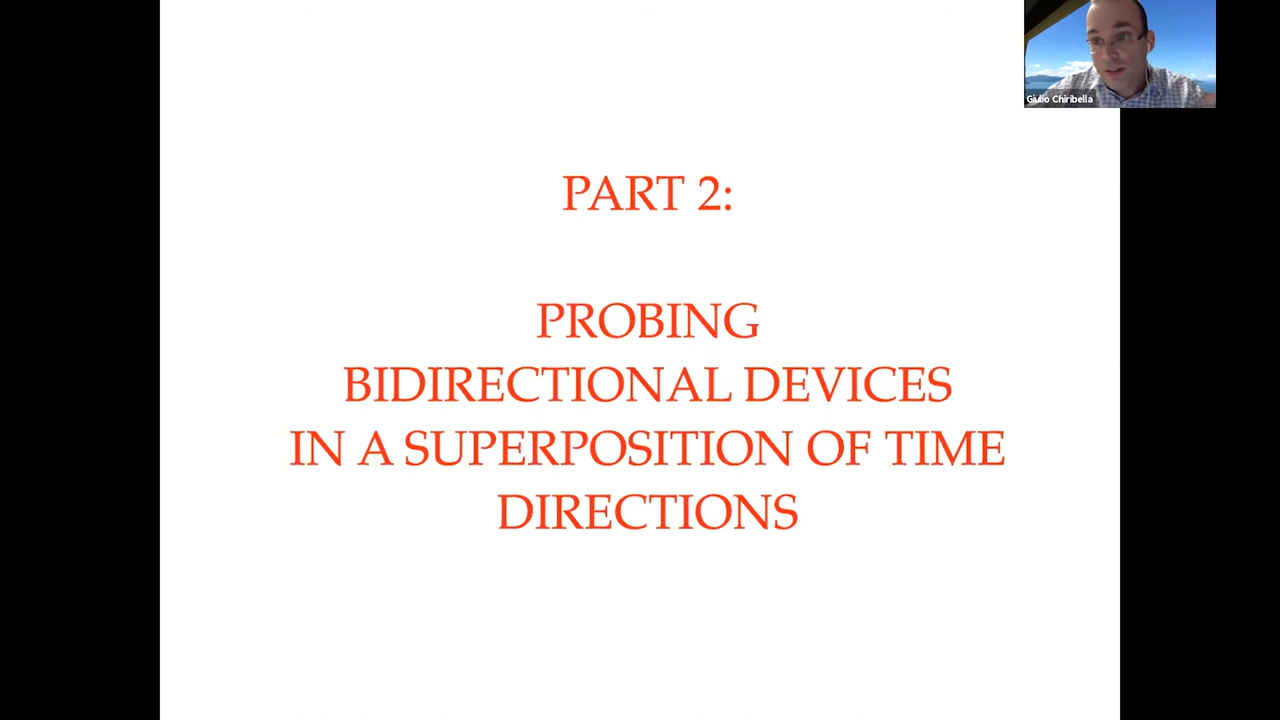 Giulio Chiribella
PART 2:
PROBING
BIDIRECTIONAL DEVICES
IN A SUPERPOSITION OF TIME
DIRECTIONS